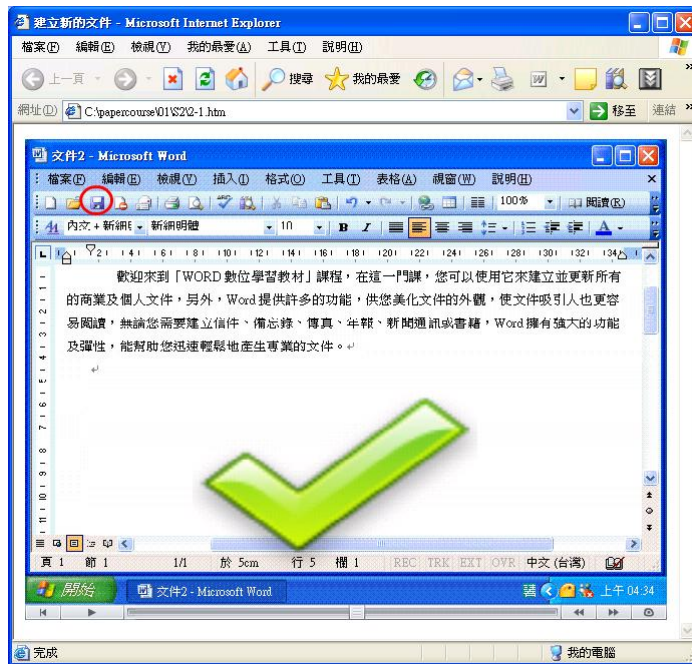 建立新的文件 - Microsoft Internet Explorer
檔案(F) 編輯(E) 檢視(V) 我的最愛(A) 工具(T) 說明(H)
上一頁 搜尋 我的最愛
網址(D) C:\papercourse\01\S2\2-1.htm 移至 連結
文件2 - Microsoft Word
檔案(F) 編輯(E) 檢視(V) 插入(I) 格式(O) 工具(T) 表格(A) 視窗(W) 說明(H)
100% 閱讀(R)
內文 + 新細明 新細明體 10 B I A
歡迎來到「WORD 數位學習教材」課程，在這一門課，您可以使用它來建立並更新所有
的商業及個人文件，另外，Word 提供許多的功能，供您美化文件的外觀，使文件吸引人也更容
易閱讀，無論您需要建立信件、備忘錄、傳真、年報、新聞通訊或書籍，Word 擁有強大的功能
及彈性，能幫助您迅速輕鬆地產生專業的文件。
頁 1 節 1 1/1 於 5cm 行 5 欄 1 REC TRK EXT OVR 中文 (台灣)
開始 文件2 - Microsoft Word 上午 04:34
完成 我的電腦